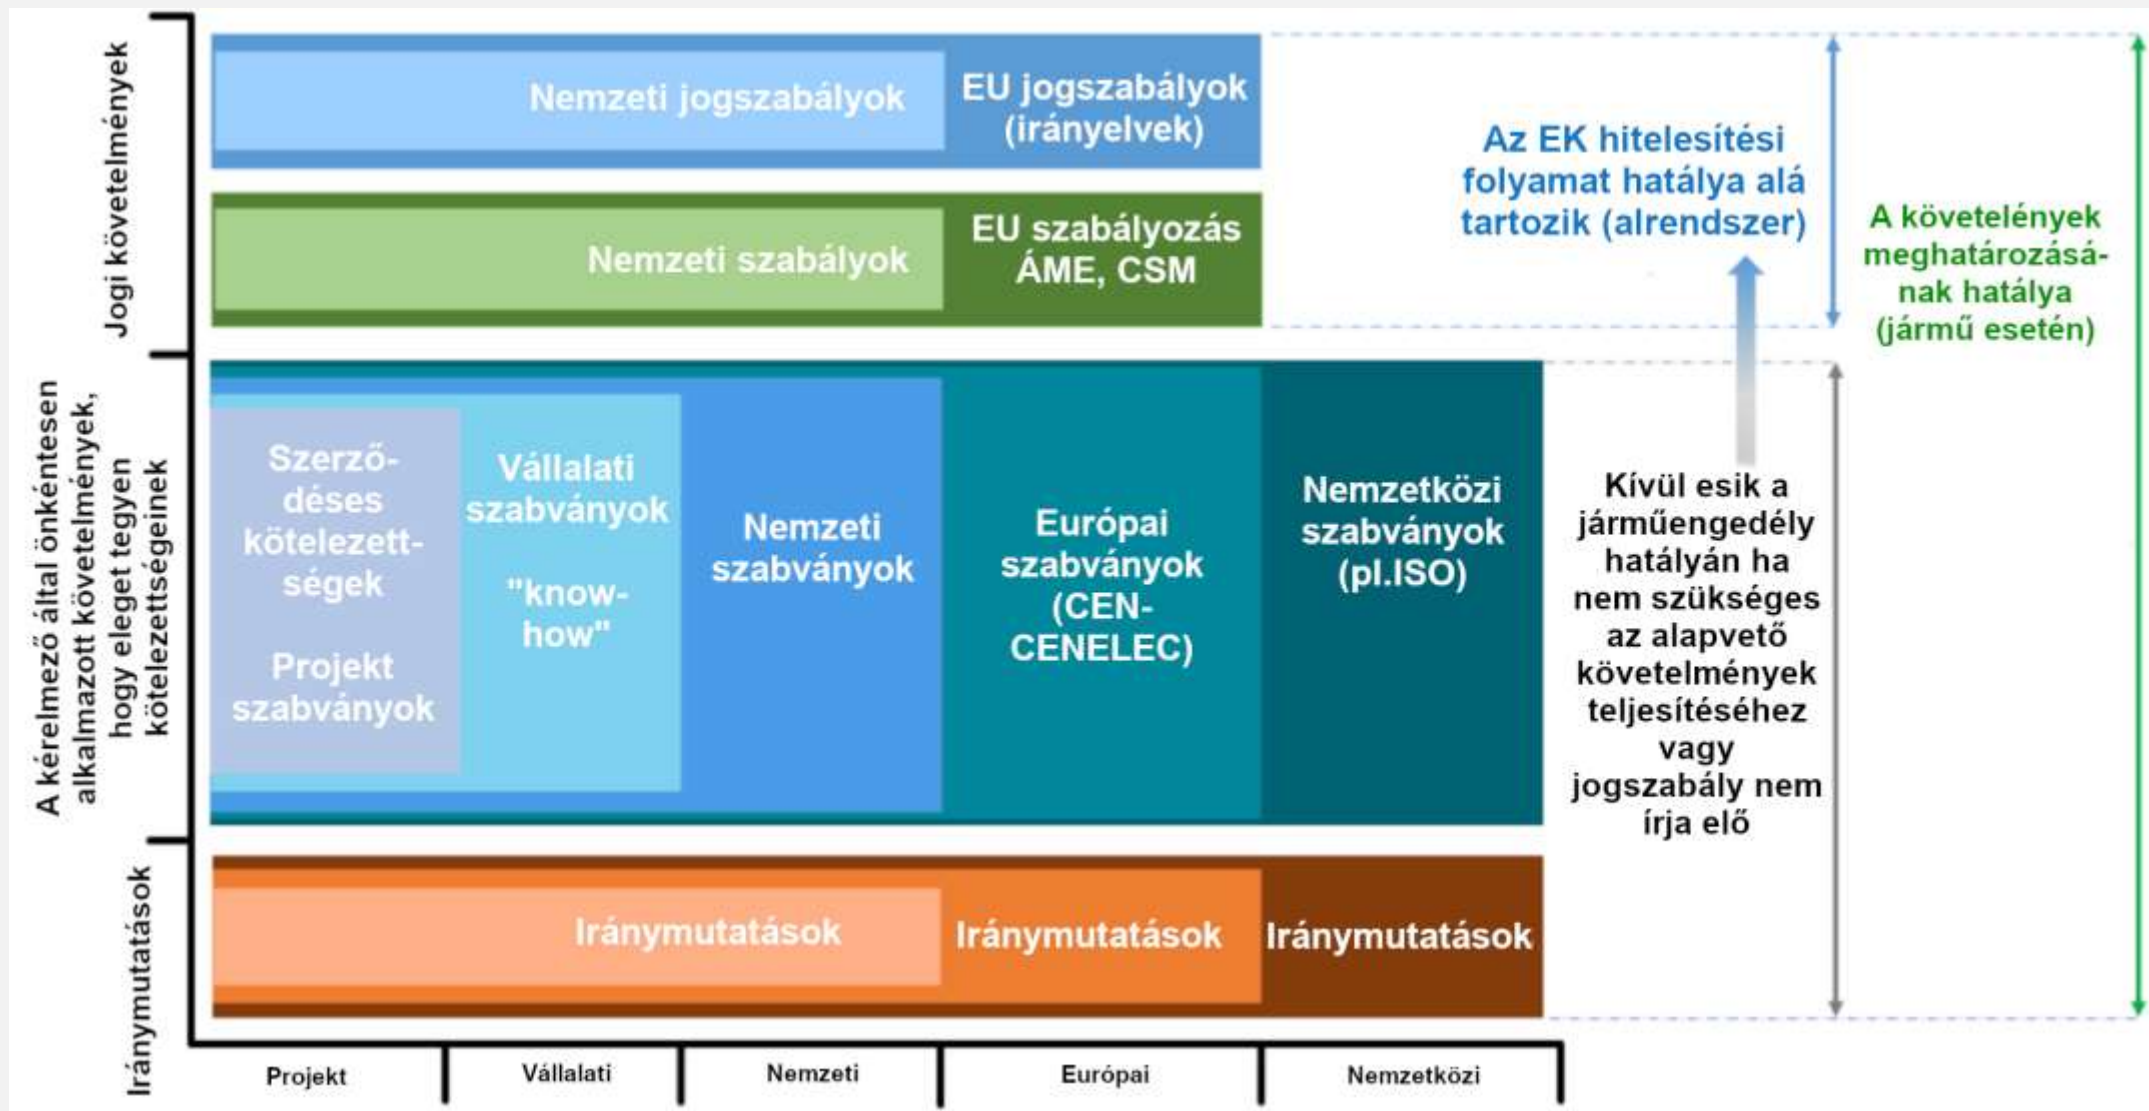 Jogi követelmények
Nemzeti jogszabályok
EU jogszabályok
(irányelvek)
Nemzeti szabályok
EU szabályozás
ÁME, CSM
Az EK hitelesítési
folyamat hatálya alá
tartozik (alrendszer)
A követelények
meghatározásá-
nak hatálya
(jármű esetén)
A kérelmező által önkéntesen
alkalmazott követelmények,
hogy eleget tegyen
kötelezettségeinek
Szerző-
déses
kötelezett-
ségek
Projekt
szabványok
Vállalati
szabványok
"know-
how"
Nemzeti
szabványok
Európai
szabványok
(CEN-
CENELEC)
Nemzetközi
szabványok
(pl.ISO)
Kívül esik a
járműengedély
hatályán ha
nem szükséges
az alapvető
követelmények
teljesítéséhez
vagy
jogszabály nem
írja elő
Iránymutatások
Iránymutatások
Iránymutatások
Iránymutatások
Projekt
Vállalati
Nemzeti
Európai
Nemzetközi